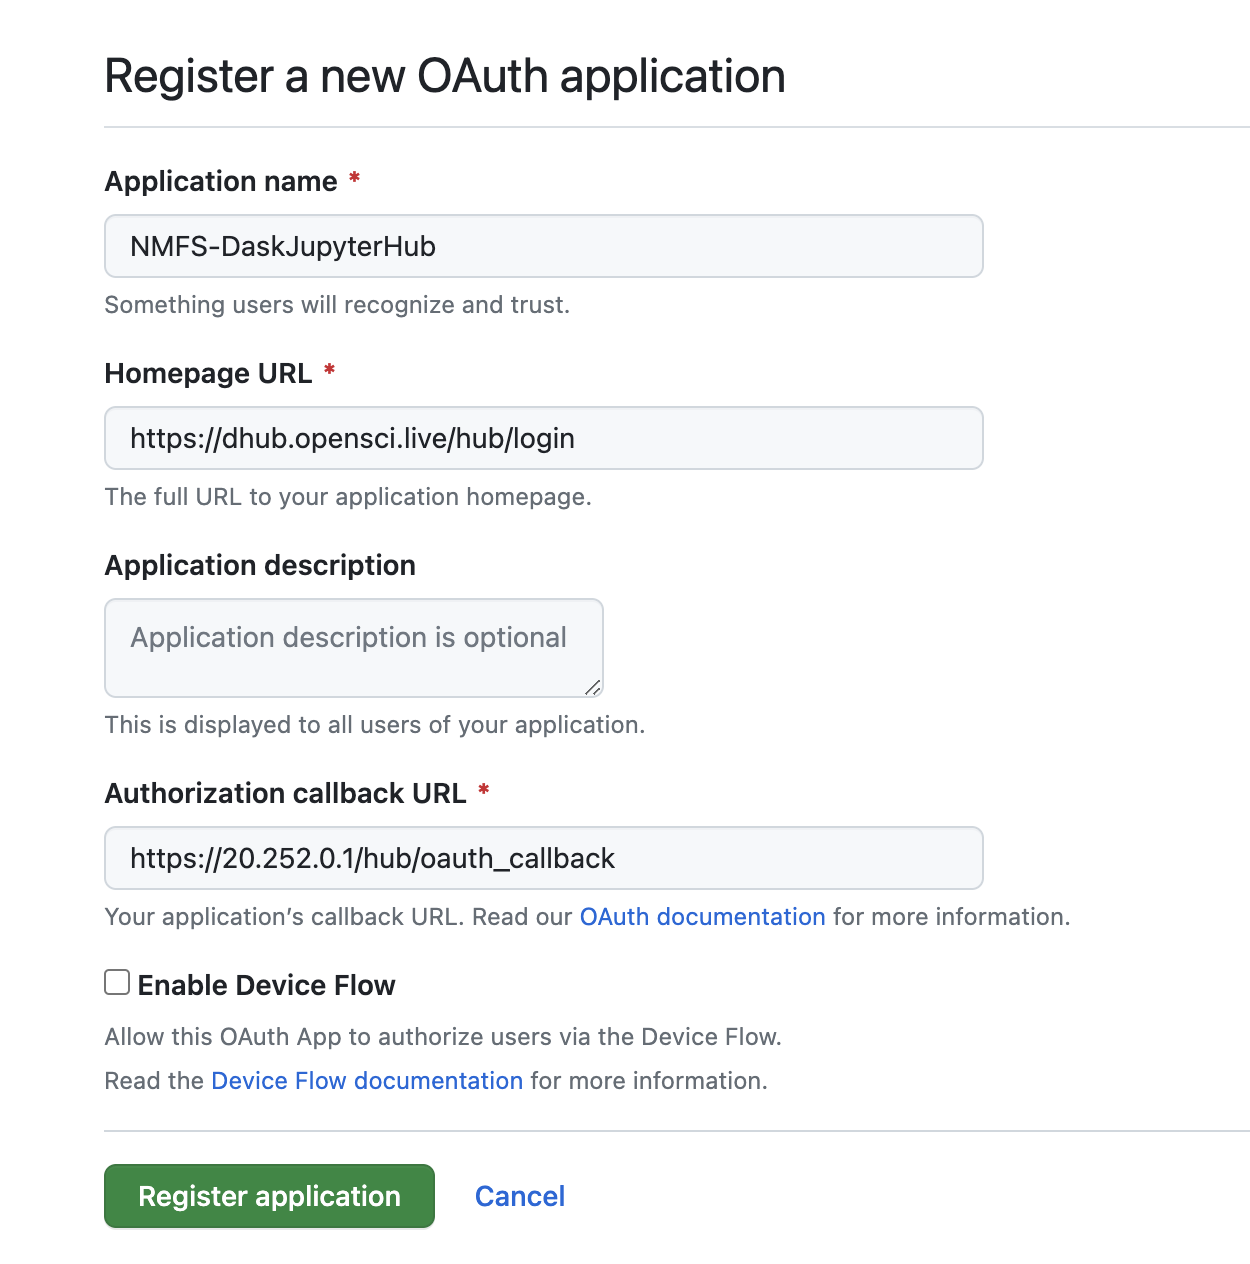 Register a new OAuth application
Application name *
NMFS-DaskJupyterHub
Something users will recognize and trust.
Homepage URL *
https://dhub.opensci.live/hub/login
The full URL to your application homepage.
Application description
Application description is optional
This is displayed to all users of your application.
Authorization callback URL *
https://20.252.0.1/hub/oauth_callback
Your application’s callback URL. Read our OAuth documentation for more information.
Enable Device Flow
Allow this OAuth App to authorize users via the Device Flow.
Read the Device Flow documentation for more information.
Register application Cancel